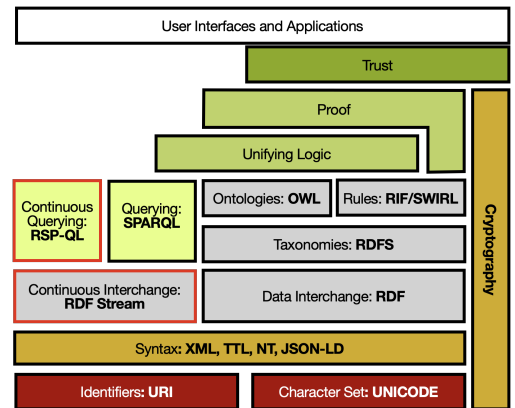 User Interfaces and Applications
Trust
Proof
Unifying Logic
Continuous
Querying:
RSP-QL
Querying:
SPARQL
Ontologies: OWL
Rules: RIF/SWIRL
Taxonomies: RDFS
Continuous Interchange:
RDF Stream
Data Interchange: RDF
Cryptography
Syntax: XML, TTL, NT, JSON-LD
Identifiers: URI
Character Set: UNICODE